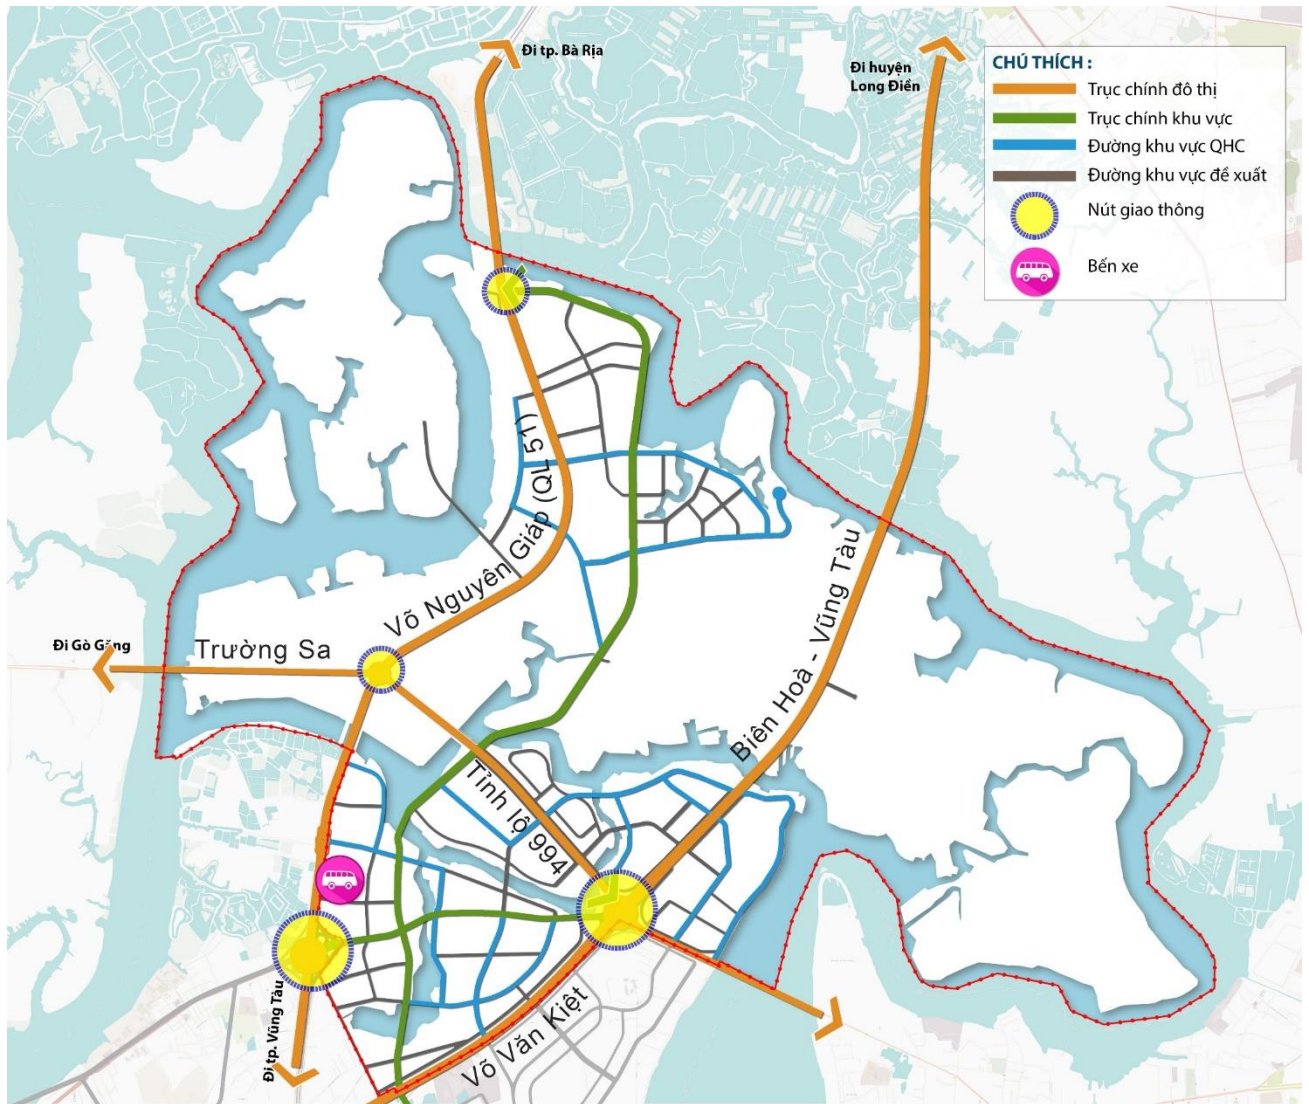 Đi tp. Bà Rịa
Đi huyện
Long Điền
CHÚ THÍCH :
Trục chính đô thị
Trục chính khu vực
Đường khu vực QHC
Đường khu vực đề xuất
Nút giao thông
Bến xe
Võ Nguyên Giáp (QL 51)
Đi Gò Găng
Trường Sa
Biên Hoà - Vũng Tàu
Tỉnh lộ 994
Đi tp. Vũng Tàu
Võ Văn Kiệt